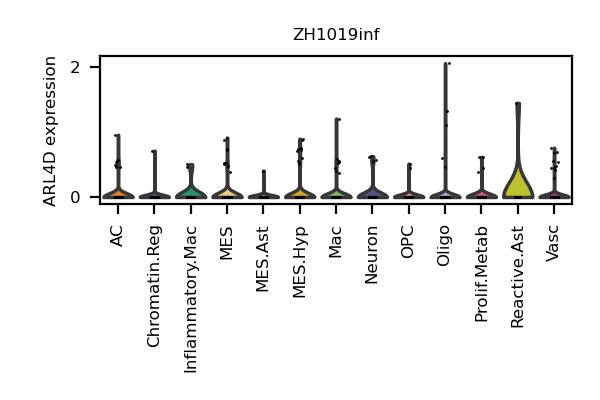 ZH1019inf
ARL4D expression
2
0
AC
Chromatin.Reg
Inflammatory.Mac
MES
MES.Ast
MES.Hyp
Mac
Neuron
OPC
Oligo
Prolif.Metab
Reactive.Ast
Vasc